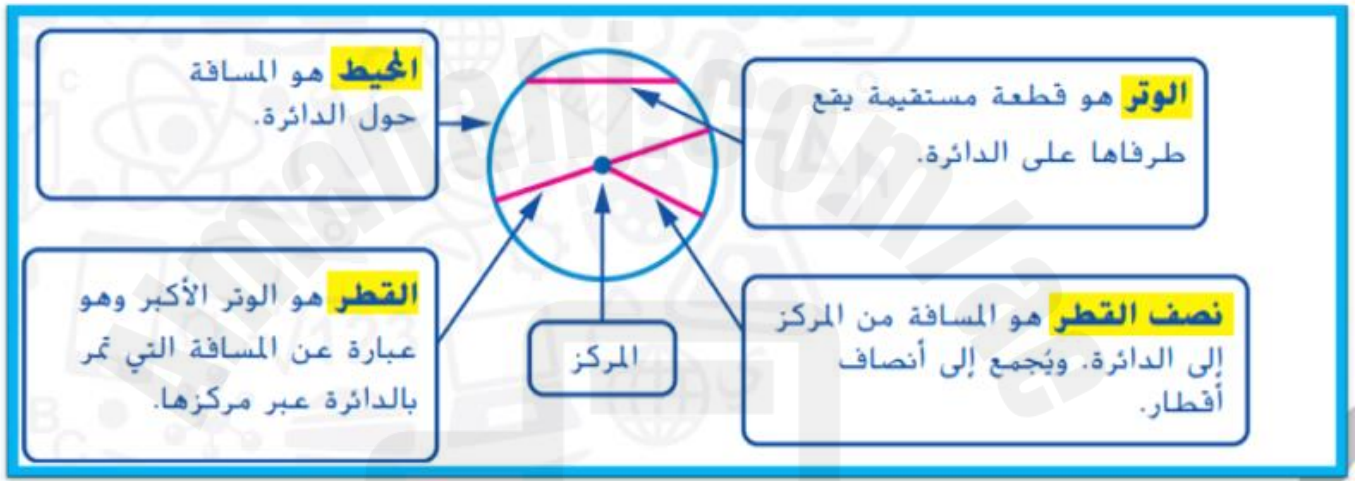 الوتر هو قطعة مستقيمة يقع
طرفاها على الدائرة.
المحيط هو المسافة
حول الدائرة.
نصف القطر هو المسافة من المركز
إلى الدائرة. ويُجمع إلى أنصاف
أقطار.
المركز
القطر هو الوتر الأكبر وهو
عبارة عن المسافة التي تمر
بالدائرة عبر مركزها.